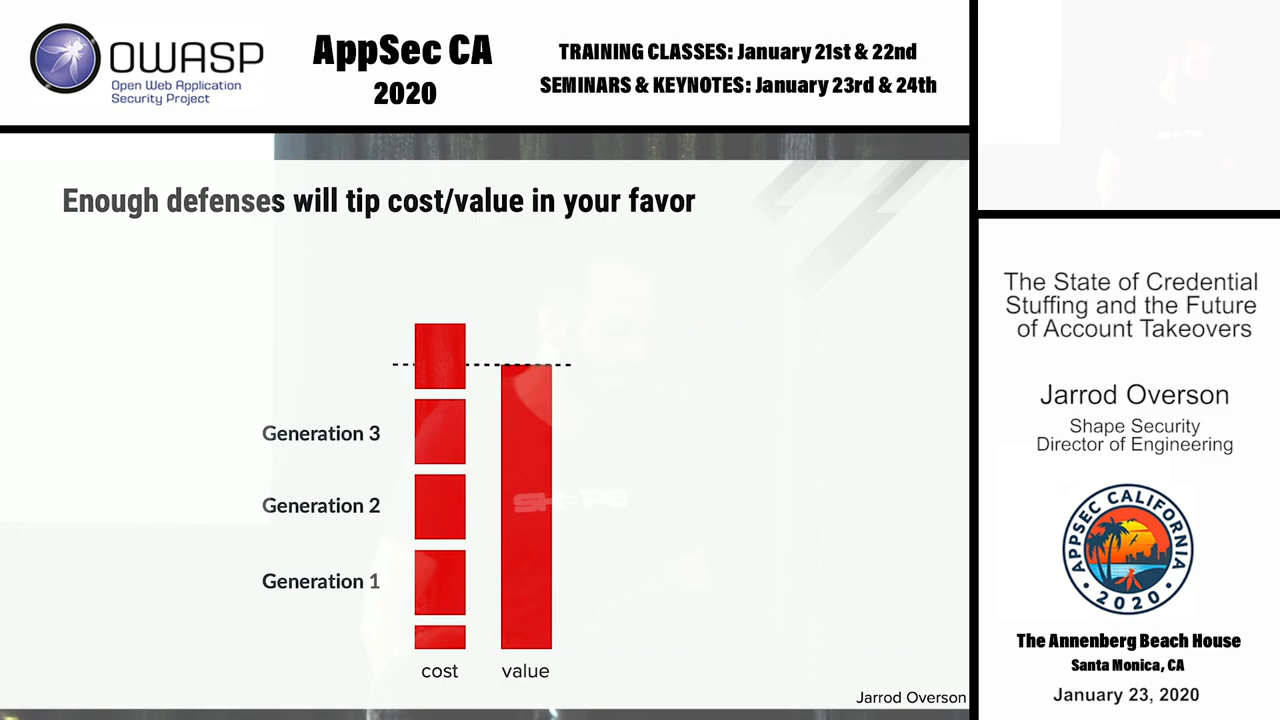 OWASP
Open Web Application
Security Project
AppSec CA
2020
TRAINING CLASSES: January 21st & 22nd
SEMINARS & KEYNOTES: January 23rd & 24th
Enough defenses will tip cost/value in your favor
Generation 3
Generation 2
Generation 1
cost
value
SHAPE
Jarrod Overson
The State of Credential
Stuffing and the Future
of Account Takeovers
Jarrod Overson
Shape Security
Director of Engineering
APPSEC CALIFORNIA
• 2020 •
The Annenberg Beach House
Santa Monica, CA
January 23, 2020